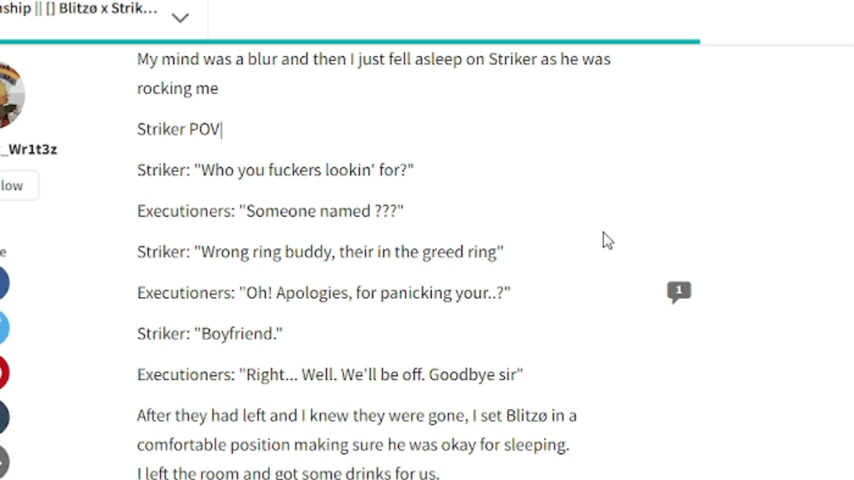 nship || [] Blitzø x Strik...
My mind was a blur and then I just fell asleep on Striker as he was
rocking me
Striker POV|
_Wr1t3z
Striker: "Who you fuckers lookin' for?"
low
Executioners: "Someone named ???"
Striker: "Wrong ring buddy, their in the greed ring"
e
Executioners: "Oh! Apologies, for panicking your..?"
1
Striker: "Boyfriend."
Executioners: "Right... Well. We'll be off. Goodbye sir"
After they had left and I knew they were gone, I set Blitzø in a
comfortable position making sure he was okay for sleeping.
I left the room and got some drinks for us.